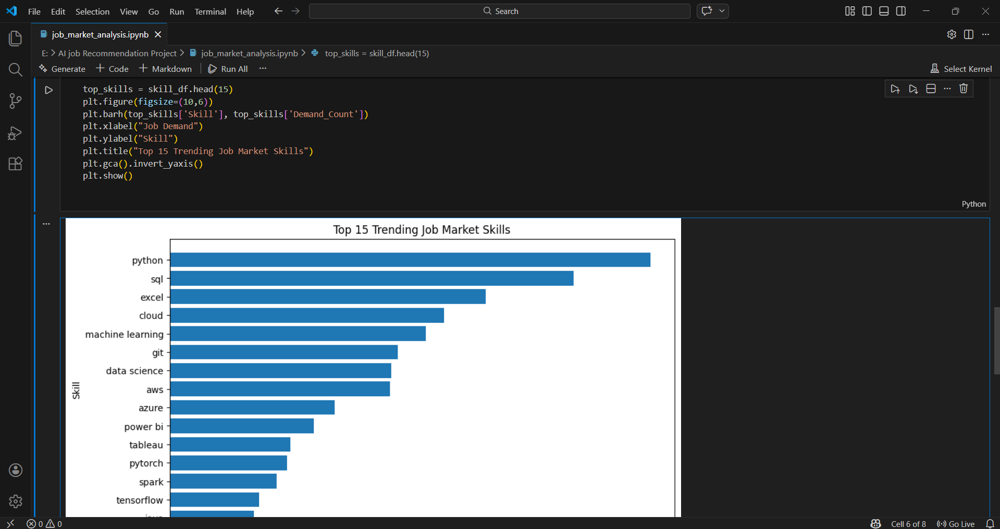 File Edit Selection View Go Run Terminal Help Search
job_market_analysis.ipynb
E: > AI job Recommendation Project > job_market_analysis.ipynb > top_skills = skill_df.head(15)
Generate + Code + Markdown Run All ... Select Kernel
top_skills = skill_df.head(15)
plt.figure(figsize=(10,6))
plt.barh(top_skills['Skill'], top_skills['Demand_Count'])
plt.xlabel("Job Demand")
plt.ylabel("Skill")
plt.title("Top 15 Trending Job Market Skills")
plt.gca().invert_yaxis()
plt.show()
Python
Top 15 Trending Job Market Skills
python
sql
excel
cloud
machine learning
git
data science
Skill
aws
azure
power bi
tableau
pytorch
spark
tensorflow
0 0 Cell 6 of 8 Go Live